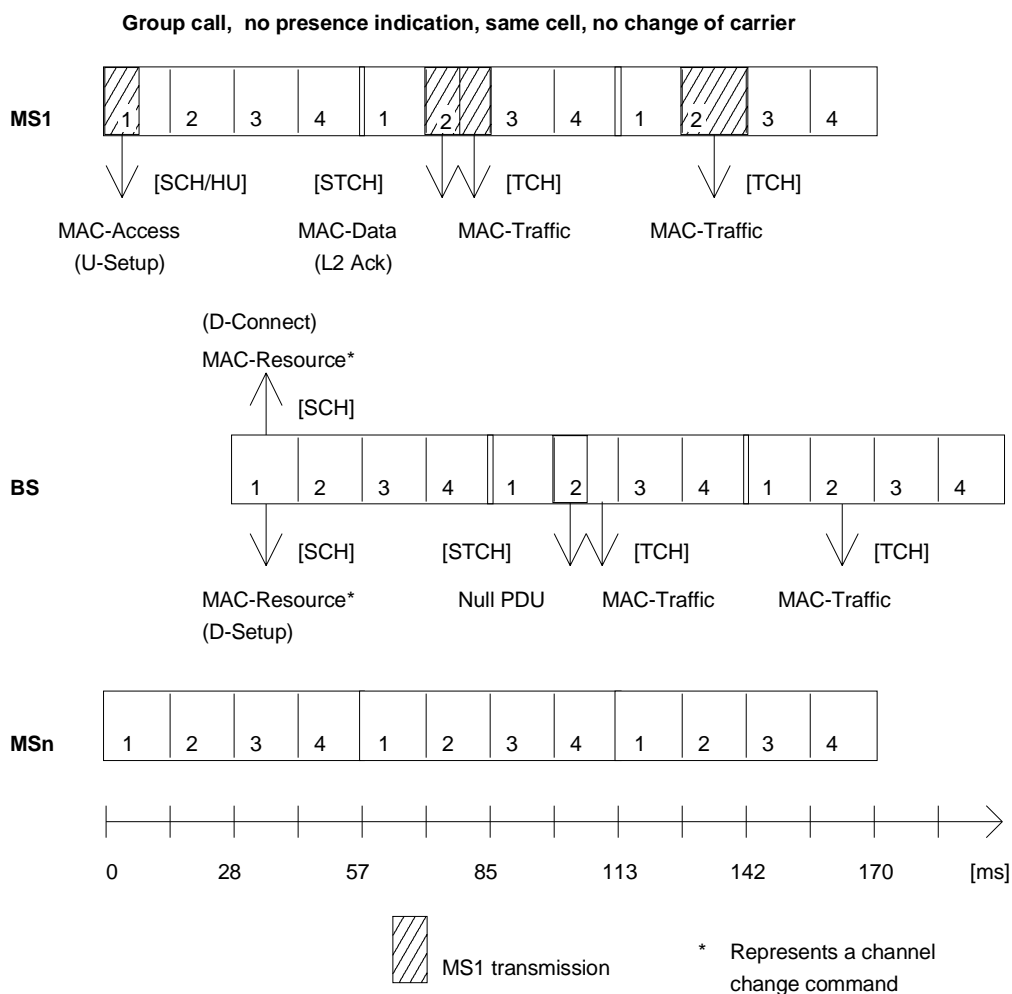 Group call, no presence indication, same cell, no change of carrier
MS1
1 2 3 4 1 2 3 4 1 2 3 4
[SCH/HU] [STCH] [TCH] [TCH]
MAC-Access MAC-Data MAC-Traffic MAC-Traffic
(U-Setup) (L2 Ack)
(D-Connect)
MAC-Resource*
[SCH]
BS
1 2 3 4 1 2 3 4 1 2 3 4
[SCH] [STCH] [TCH] [TCH]
MAC-Resource* Null PDU MAC-Traffic MAC-Traffic
(D-Setup)
MSn
1 2 3 4 1 2 3 4 1 2 3 4
0 28 57 85 113 142 170 [ms]
MS1 transmission
* Represents a channel
change command